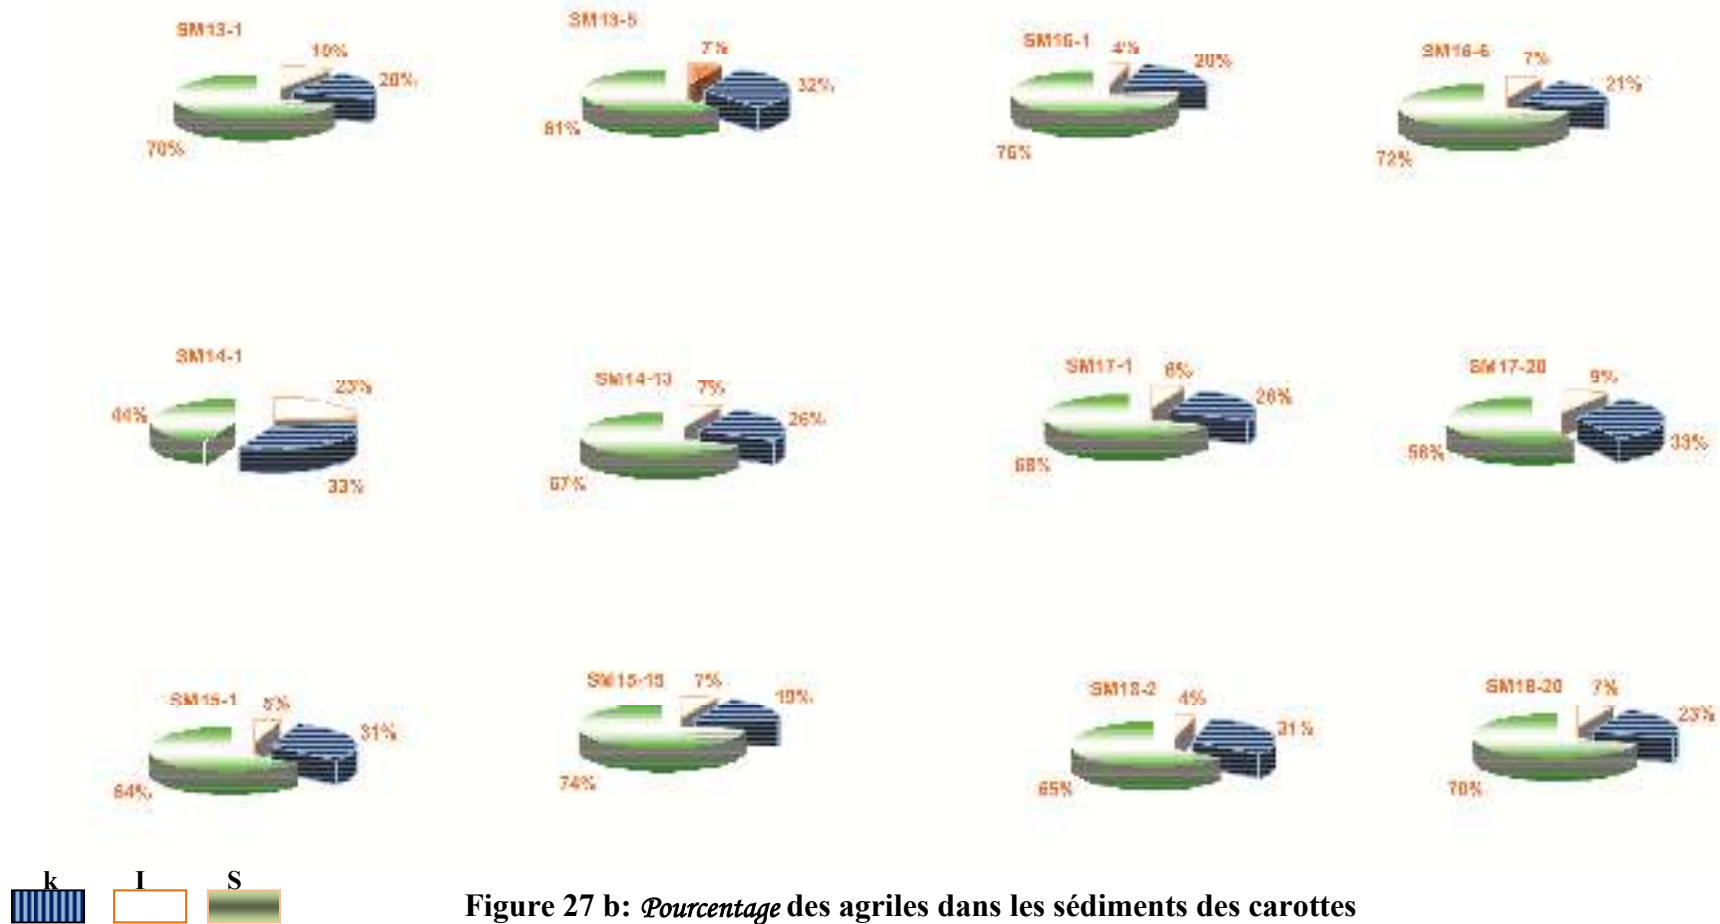 SM13-1
10%
20%
70%
SM13-5
7%
32%
61%
SM16-1
4%
20%
76%
SM16-6
7%
21%
72%
SM14-1
23%
44%
33%
SM14-13
7%
26%
67%
SM17-1
6%
26%
68%
SM17-20
9%
33%
58%
SM15-1
5%
31%
64%
SM15-15
7%
19%
74%
SM18-2
4%
31%
65%
SM18-20
7%
23%
70%
k I S
Figure 27 b: Pourcentage des agriles dans les sédiments des carottes